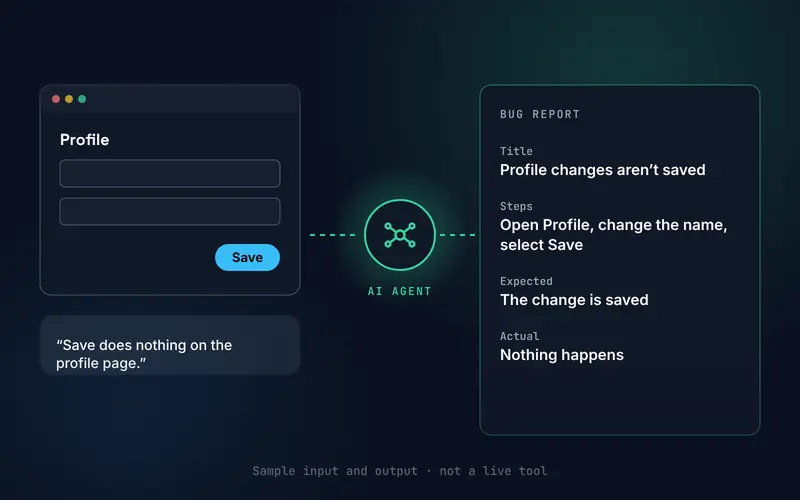 Profile
Save
“Save does nothing on the
profile page.”
AI AGENT
BUG REPORT
Title
Profile changes aren’t saved
Steps
Open Profile, change the name,
select Save
Expected
The change is saved
Actual
Nothing happens
Sample input and output · not a live tool